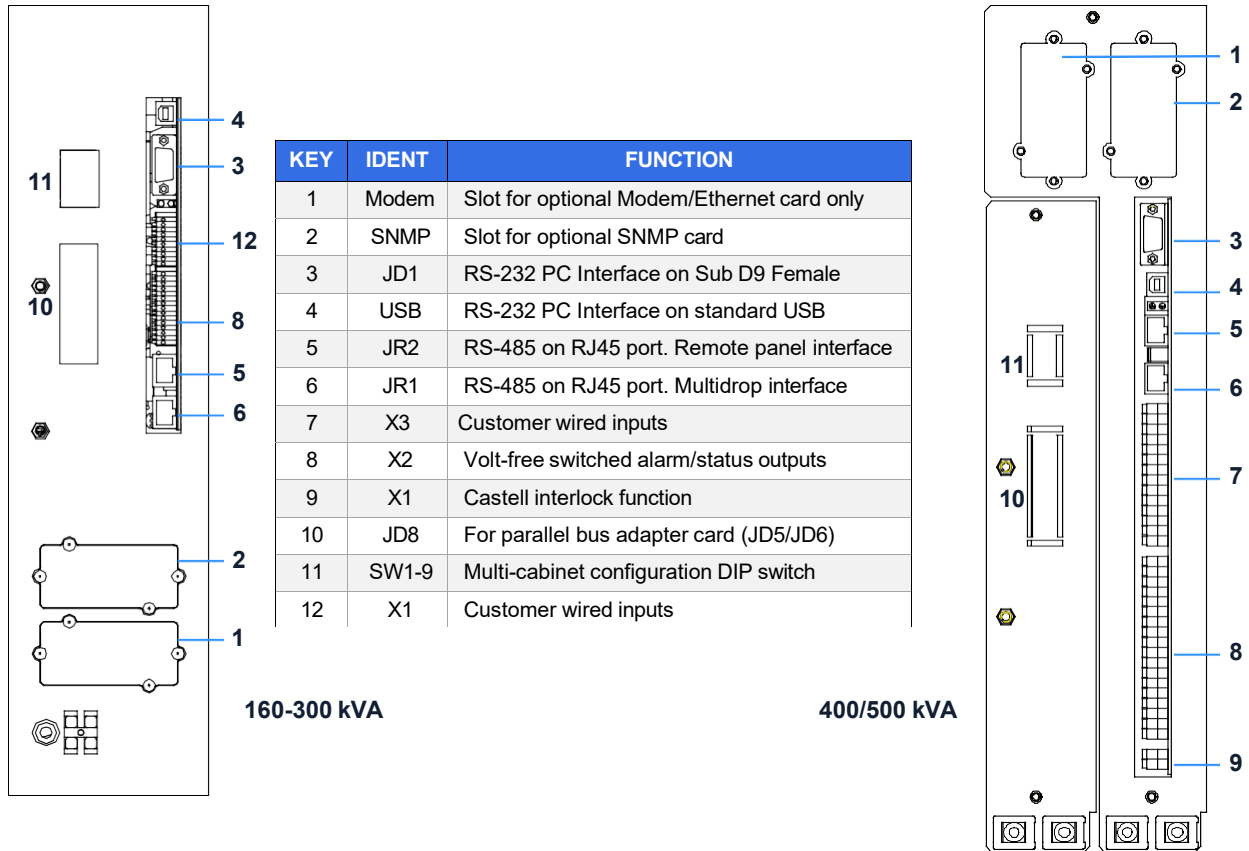 4
3
11
12
10
8
5
6
2
1
KEY IDENT FUNCTION
1 Modem Slot for optional Modem/Ethernet card only
2 SNMP Slot for optional SNMP card
3 JD1 RS-232 PC Interface on Sub D9 Female
4 USB RS-232 PC Interface on standard USB
5 JR2 RS-485 on RJ45 port. Remote panel interface
6 JR1 RS-485 on RJ45 port. Multidrop interface
7 X3 Customer wired inputs
8 X2 Volt-free switched alarm/status outputs
9 X1 Castell interlock function
10 JD8 For parallel bus adapter card (JD5/JD6)
11 SW1-9 Multi-cabinet configuration DIP switch
12 X1 Customer wired inputs
160-300 kVA
400/500 kVA
1
2
3
4
5
11
6
7
10
8
9